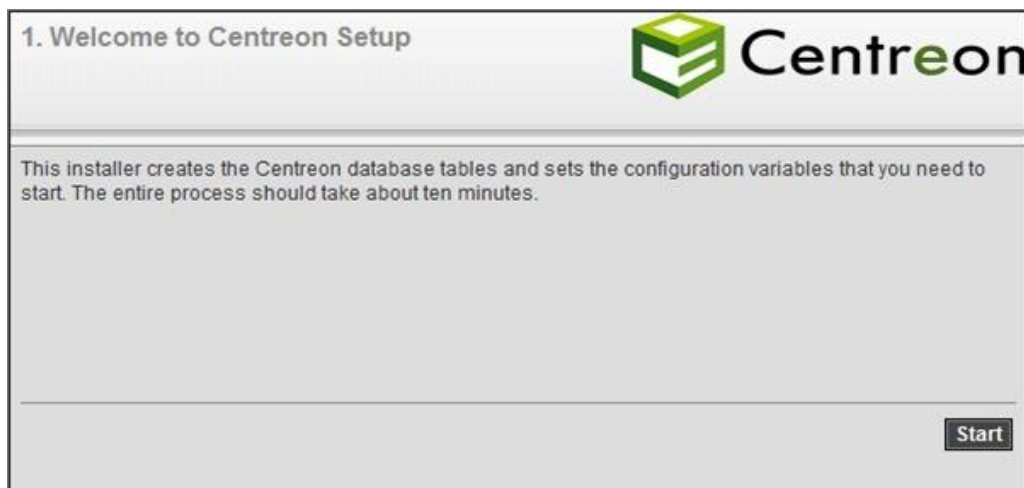 1. Welcome to Centreon Setup
Centreon
This installer creates the Centreon database tables and sets the configuration variables that you need to
start. The entire process should take about ten minutes.
Start